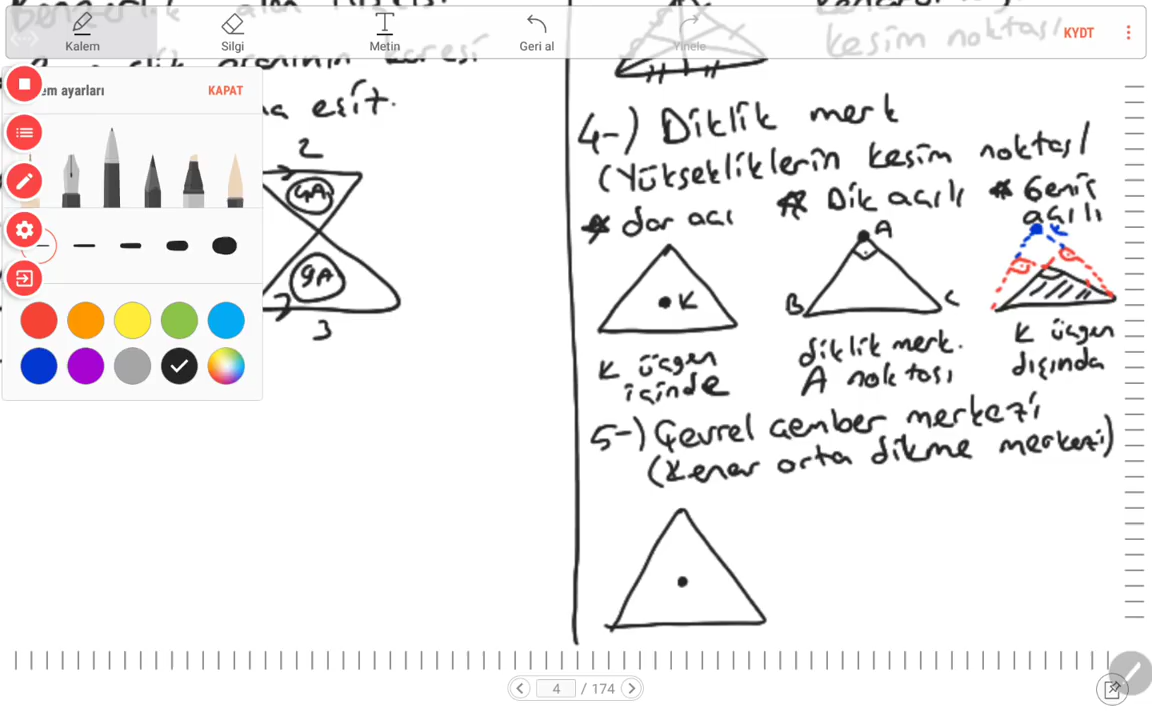 Kalem
Silgi
Metin
Geri al
Yinele
KYDT
kesim noktası
em ayarları
KAPAT
karesi
eşit.
2
4A
9A
3
4-) Diklik merk
(Yüksekliklerin kesim noktası
* dar açı
* Dik açılı
* Geniş
açılı
A
K
K
B
C
K üçgen
içinde
diklik merk.
A noktası
K üçgen
dışında
5-) Çevrel çember merkezi
(Kenar orta dikme merkezi)
4 / 174